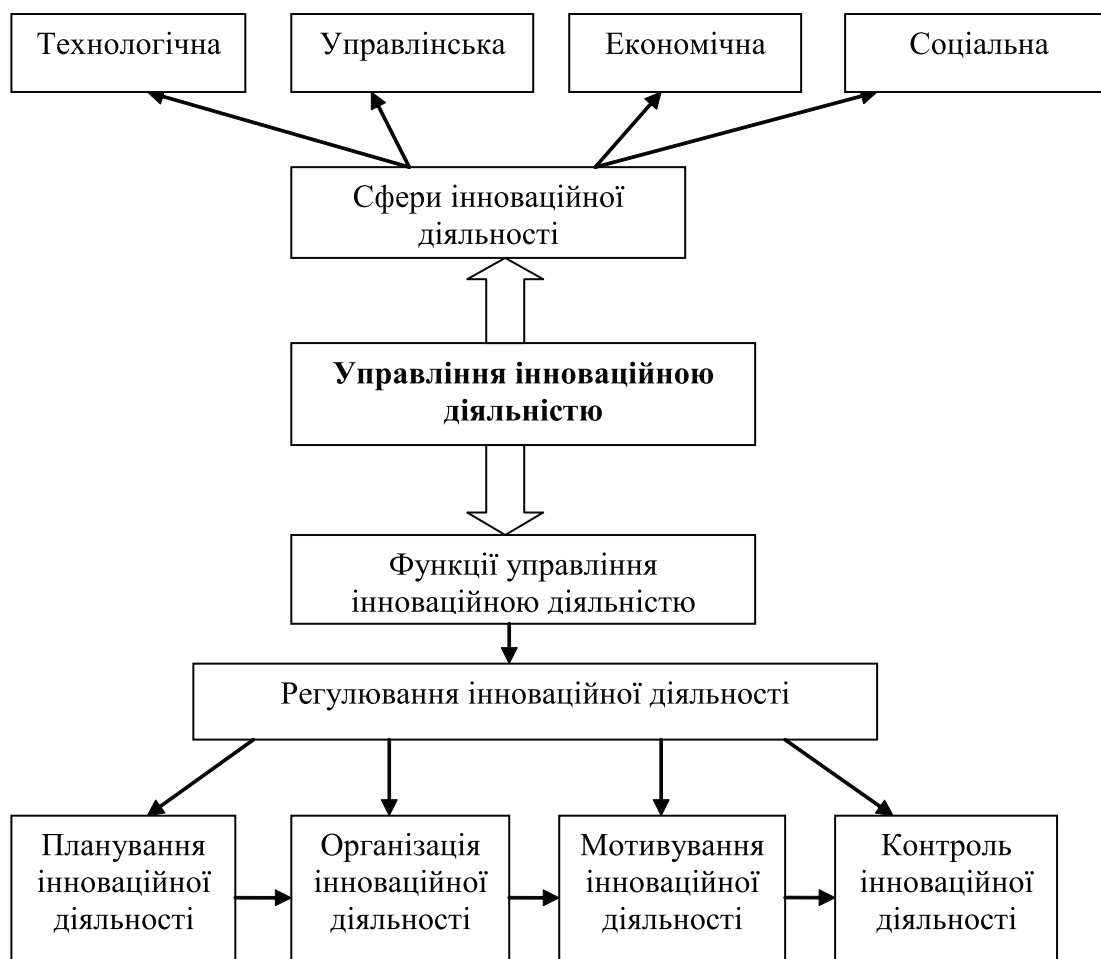 Технологічна
Управлінська
Економічна
Соціальна
Сфери інноваційної
діяльності
Управління інноваційною
діяльністю
Функції управління
інноваційною діяльністю
Регулювання інноваційної діяльності
Планування
інноваційної
діяльності
Організація
інноваційної
діяльності
Мотивування
інноваційної
діяльності
Контроль
інноваційної
діяльності